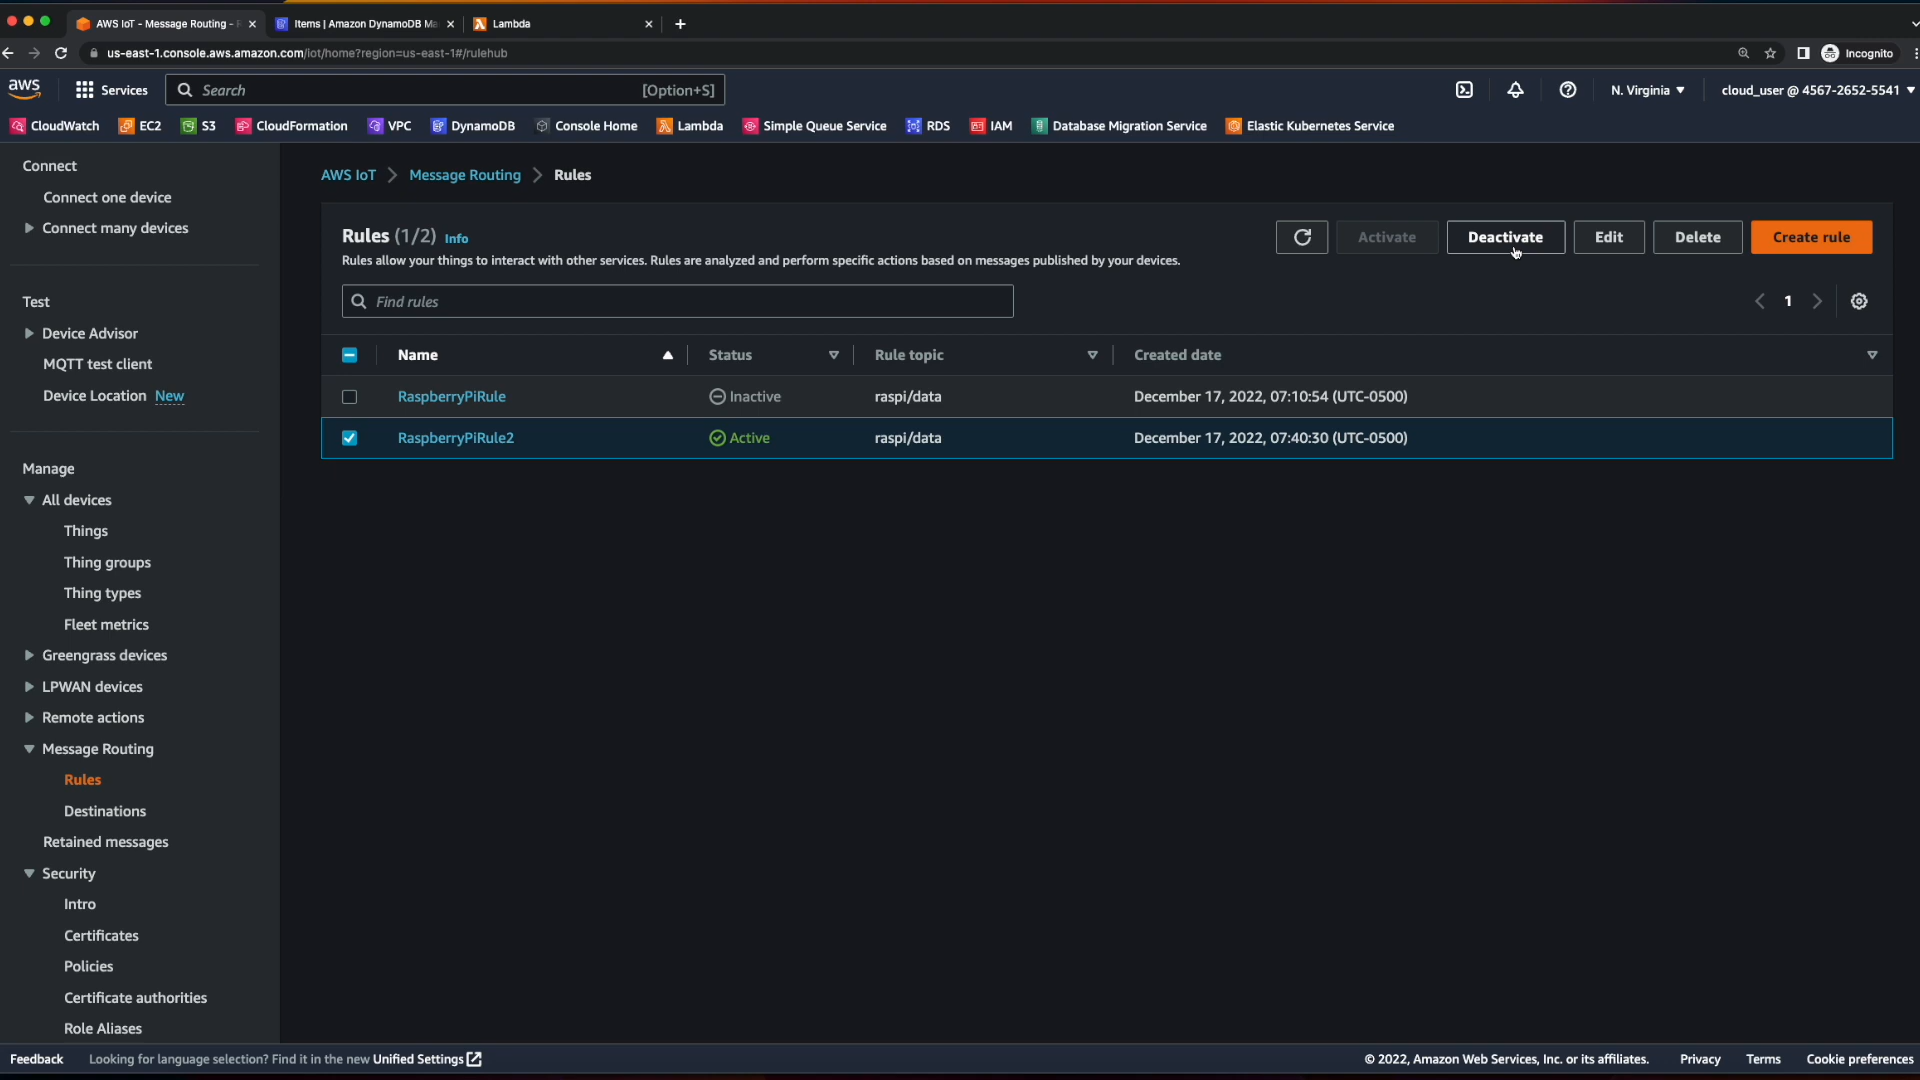 AWS IoT - Message Routing -
Items | Amazon DynamoDB Ma
Lambda
us-east-1.console.aws.amazon.com/iot/home?region=us-east-1#/rulehub
Incognito
aws
Services
Search
[Option+S]
N. Virginia
cloud_user @ 4567-2652-5541
CloudWatch
EC2
S3
CloudFormation
VPC
DynamoDB
Console Home
Lambda
Simple Queue Service
RDS
IAM
Database Migration Service
Elastic Kubernetes Service
Connect
Connect one device
Connect many devices
Test
Device Advisor
MQTT test client
Device Location New
Manage
All devices
Things
Thing groups
Thing types
Fleet metrics
Greengrass devices
LPWAN devices
Remote actions
Message Routing
Rules
Destinations
Retained messages
Security
Intro
Certificates
Policies
Certificate authorities
Role Aliases
AWS IoT > Message Routing > Rules
Rules (1/2) Info
Activate
Deactivate
Edit
Delete
Create rule
Rules allow your things to interact with other services. Rules are analyzed and perform specific actions based on messages published by your devices.
Find rules
1
Name Status Rule topic Created date
RaspberryPiRule Inactive raspi/data December 17, 2022, 07:10:54 (UTC-0500)
RaspberryPiRule2 Active raspi/data December 17, 2022, 07:40:30 (UTC-0500)
Feedback
Looking for language selection? Find it in the new Unified Settings
© 2022, Amazon Web Services, Inc. or its affiliates.
Privacy
Terms
Cookie preferences